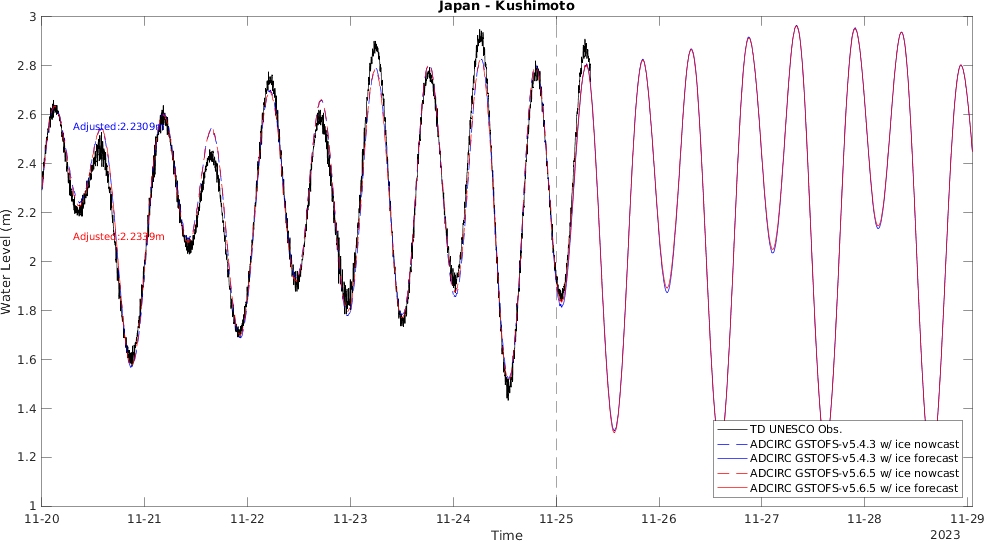 Japan - Kushimoto
Water Level (m)
3
2.8
2.6
2.4
2.2
2
1.8
1.6
1.4
1.2
1
Adjusted:2.2309m
Adjusted:2.2339m
TD UNESCO Obs.
ADCIRC GSTOFS-v5.4.3 w/ ice nowcast
ADCIRC GSTOFS-v5.4.3 w/ ice forecast
ADCIRC GSTOFS-v5.6.5 w/ ice nowcast
ADCIRC GSTOFS-v5.6.5 w/ ice forecast
11-20 11-21 11-22 11-23 11-24 11-25 11-26 11-27 11-28 11-29
Time
2023